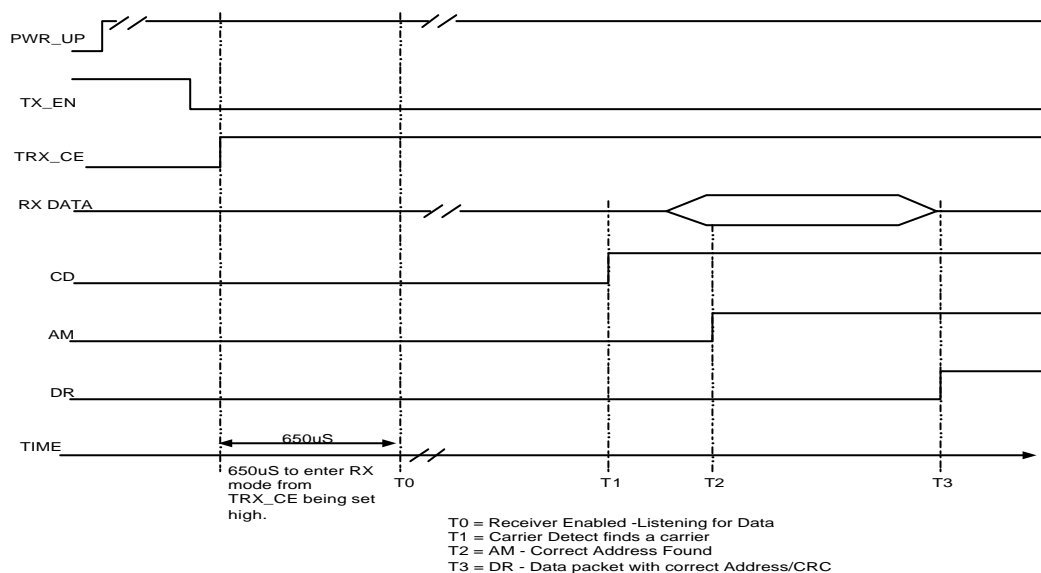 PWR_UP
TX_EN
TRX_CE
RX DATA
CD
AM
DR
TIME
650uS
650uS to enter RX
mode from
TRX_CE being set
high.
T0
T1
T2
T3
T0 = Receiver Enabled -Listening for Data
T1 = Carrier Detect finds a carrier
T2 = AM - Correct Address Found
T3 = DR - Data packet with correct Address/CRC